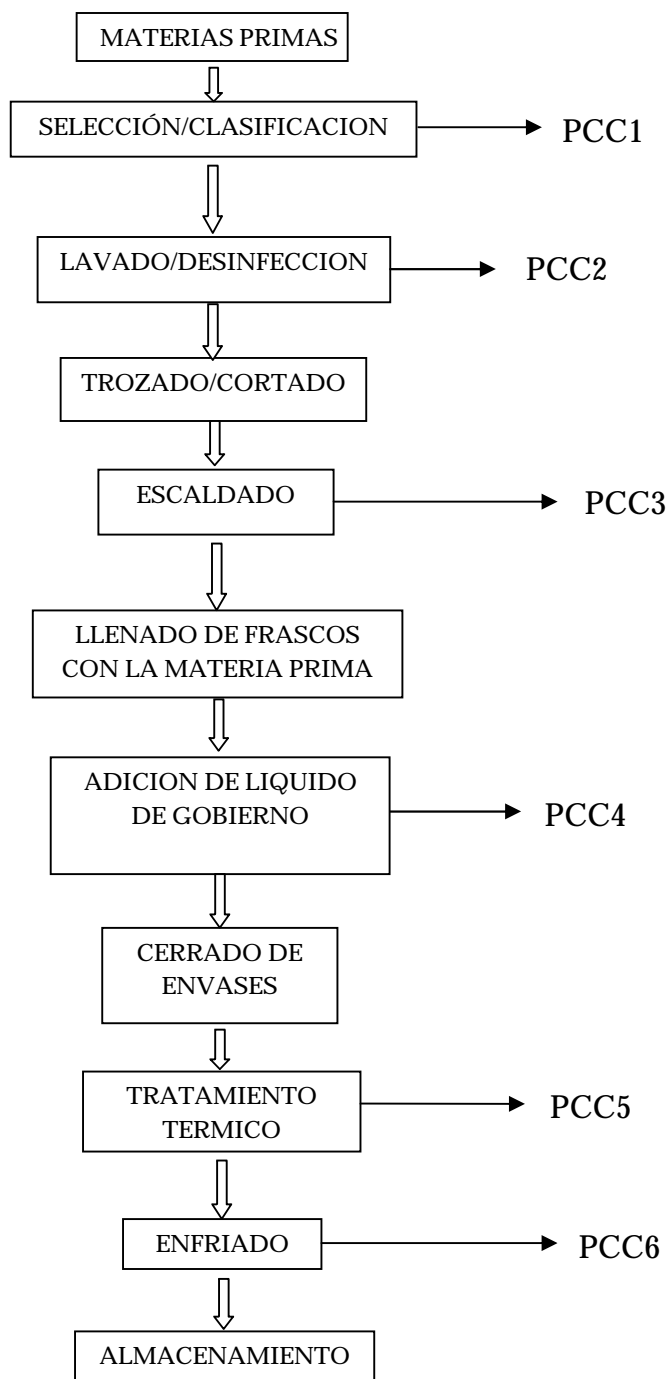 MATERIAS PRIMAS
SELECCIÓN/CLASIFICACION
PCC1
LAVADO/DESINFECCION
PCC2
TROZADO/CORTADO
ESCALDADO
PCC3
LLENADO DE FRASCOS
CON LA MATERIA PRIMA
ADICION DE LIQUIDO
DE GOBIERNO
PCC4
CERRADO DE
ENVASES
TRATAMIENTO
TERMICO
PCC5
ENFRIADO
PCC6
ALMACENAMIENTO